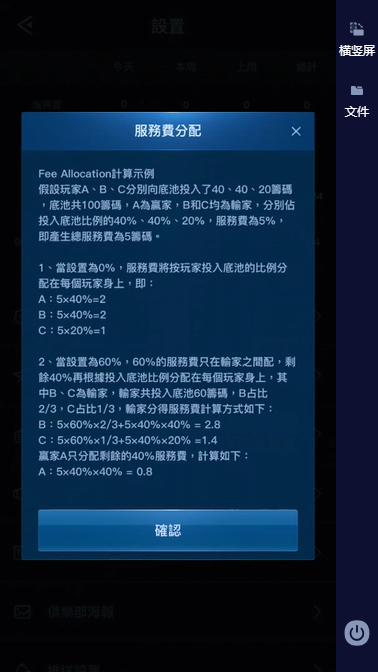 設置
橫竪屏
文件
今天 本周 上周 總計
服務費 0 0 0 0
服務費分配
Fee Allocation計算示例
假設玩家A、B、C分別向底池投入了40、40、20籌碼
，底池共100籌碼，A為贏家，B和C均為輸家，分別佔
投入底池比例的40%、40%、20%，服務費為5%，
即產生總服務費為5籌碼。
1、當設置為0%，服務費將按玩家投入底池的比例分
配在每個玩家身上，即：
A：5×40%=2
B：5×40%=2
C：5×20%=1
2、當設置為60%，60%的服務費只在輸家之間配，剩
餘40%再根據投入底池比例分配在每個玩家身上，其
中B、C為輸家，輸家共投入底池60籌碼，B占比
2/3，C占比1/3，輸家分得服務費計算方式如下：
B：5×60%×2/3+5×40%×40% = 2.8
C：5×60%×1/3+5×40%×20% =1.4
贏家A只分配剩餘的40%服務費，計算如下：
A：5×40%×40% = 0.8
確認
俱樂部海報
推送設置